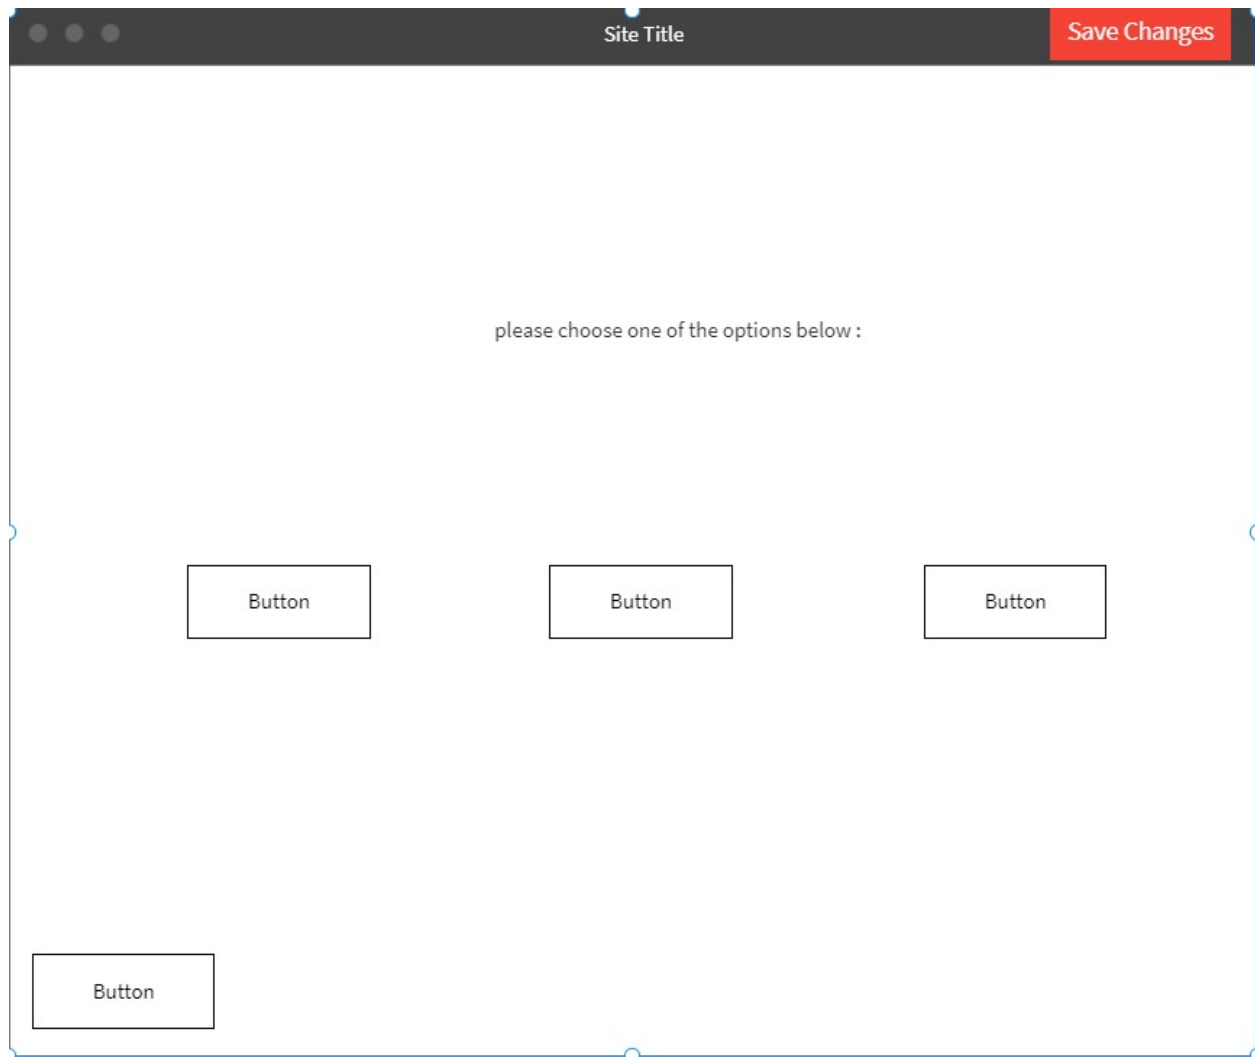 Site Title
Save Changes
please choose one of the options below :
Button
Button
Button
Button